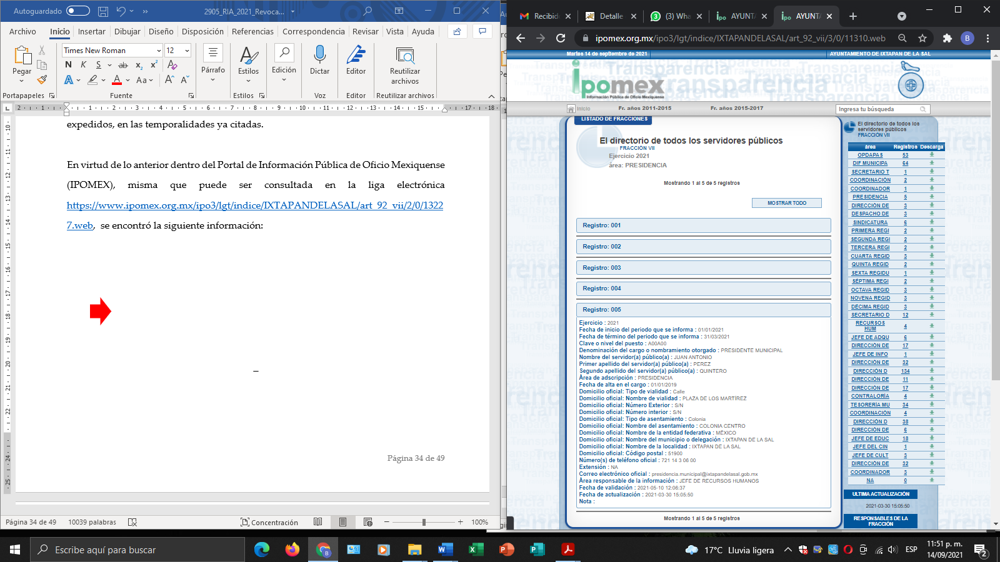 Autoguardado
2905_RIA_2021_Revoca...
Archivo Inicio Insertar Dibujar Diseño Disposición Referencias Correspondencia Revisar Vista Ayuda
Times New Roman 12
Pegar
N K S ab x₂ x²
A A Aa A A
Párrafo
Estilos
Edición
Dictar
Editor
Reutilizar
archivos
Portapapeles Fuente Estilos Voz Editor Reutilizar archivos
expedidos, en las temporalidades ya citadas.
En virtud de lo anterior dentro del Portal de Información Pública de Oficio Mexiquense
(IPOMEX), misma que puede ser consultada en la liga electrónica
https://www.ipomex.org.mx/ipo3/lgt/indice/IXTAPANDELASAL/art_92_vii/2/0/1322
7.web, se encontró la siguiente información:
Página 34 de 49
Página 34 de 49 10039 palabras Concentración 100%
Recibid Detalle (3) Wha AYUNTA AYUNTA
ipomex.org.mx/ipo3/lgt/indice/IXTAPANDELASAL/art_92_vii/3/0/11310.web
Martes 14 de septiembre de 2021 AYUNTAMIENTO DE IXTAPAN DE LA SAL
ipomex
Información Pública de Oficio Mexiquense
Inicio Fr. años 2011-2015 Fr. años 2015-2017 Ingresa tu búsqueda
LISTADO DE FRACCIONES
El directorio de todos los servidores públicos
FRACCIÓN VII
Ejercicio 2021
área: PRESIDENCIA
Mostrando 1 al 5 de 5 registros
MOSTRAR TODO
Registro: 001
Registro: 002
Registro: 003
Registro: 004
Registro: 005
Ejercicio : 2021
Fecha de inicio del periodo que se informa : 01/01/2021
Fecha de término del periodo que se informa : 31/03/2021
Clave o nivel del puesto : A00A00
Denominación del cargo o nombramiento otorgado : PRESIDENTE MUNICIPAL
Nombre del servidor(a) público(a) : JUAN ANTONIO
Primer apellido del servidor(a) público(a) : PEREZ
Segundo apellido del servidor(a) público(a) : QUINTERO
Área de adscripción : PRESIDENCIA
Fecha de alta en el cargo : 01/01/2019
Domicilio oficial: Tipo de vialidad : Calle
Domicilio oficial: Nombre de vialidad : PLAZA DE LOS MARTÍREZ
Domicilio oficial: Número Exterior : S/N
Domicilio oficial: Número interior : S/N
Domicilio oficial: Tipo de asentamiento : Colonia
Domicilio oficial: Nombre del asentamiento : COLONIA CENTRO
Domicilio oficial: Nombre de la entidad federativa : MÉXICO
Domicilio oficial: Nombre del municipio o delegación : IXTAPAN DE LA SAL
Domicilio oficial: Nombre de la localidad : IXTAPAN DE LA SAL
Domicilio oficial: Código postal : 51900
Número(s) de teléfono oficial : 721 14 3 06 00
Extensión : NA
Correo electrónico oficial : presidencia.municipal@ixtapandelasal.gob.mx
Área responsable de la información : JEFE DE RECURSOS HUMANOS
Fecha de validación : 2021-05-10 12:06:37
Fecha de actualización : 2021-03-30 15:05:50
Nota :
Mostrando 1 al 5 de 5 registros
El directorio de todos los
servidores públicos
FRACCIÓN VII
área Registros Descarga
OPDAPAS 53
DIF MUNICIPA 64
SECRETARIO T 1
COORDINACIÓN 2
COORDINADOR 1
PRESIDENCIA 5
DIRECCIÓN DE 3
DESPACHO DE 3
SINDICATURA 6
PRIMERA REGI 2
SEGUNDA REGI 2
TERCERA REGI 2
CUARTA REGID 3
QUINTA REGID 2
SEXTA REGIDU 1
SÉPTIMA REGI 2
OCTAVA REGID 3
NOVENA REGID 3
DÉCIMA REGID 3
SECRETARIO D 12
RECURSOS
HUM 4
JEFE DE ADQU 6
DIRECCIÓN DE 17
JEFE DE INFO 1
DIRECCIÓN DE 32
DIRECCIÓN D 134
DIRECCIÓN DE 11
DIRECCIÓN DE 17
CONTRALORÍA 4
TESORERÍA MU 34
COORDINACIÓN 4
DIRECCIÓN D 38
DIRECCIÓN DE 6
JEFE DE EDUC 18
JEFE DEL CIN 1
JEFE DE CULT 3
DIRECCIÓN DE 32
COORDINADOR 3
NA 0
ULTIMA ACTUALIZACIÓN
2021-03-30 15:05:50
RESPONSABLES DE LA
FRACCIÓN
Escribe aquí para buscar
17°C Lluvia ligera ESP
11:51 p. m.
14/09/2021
2